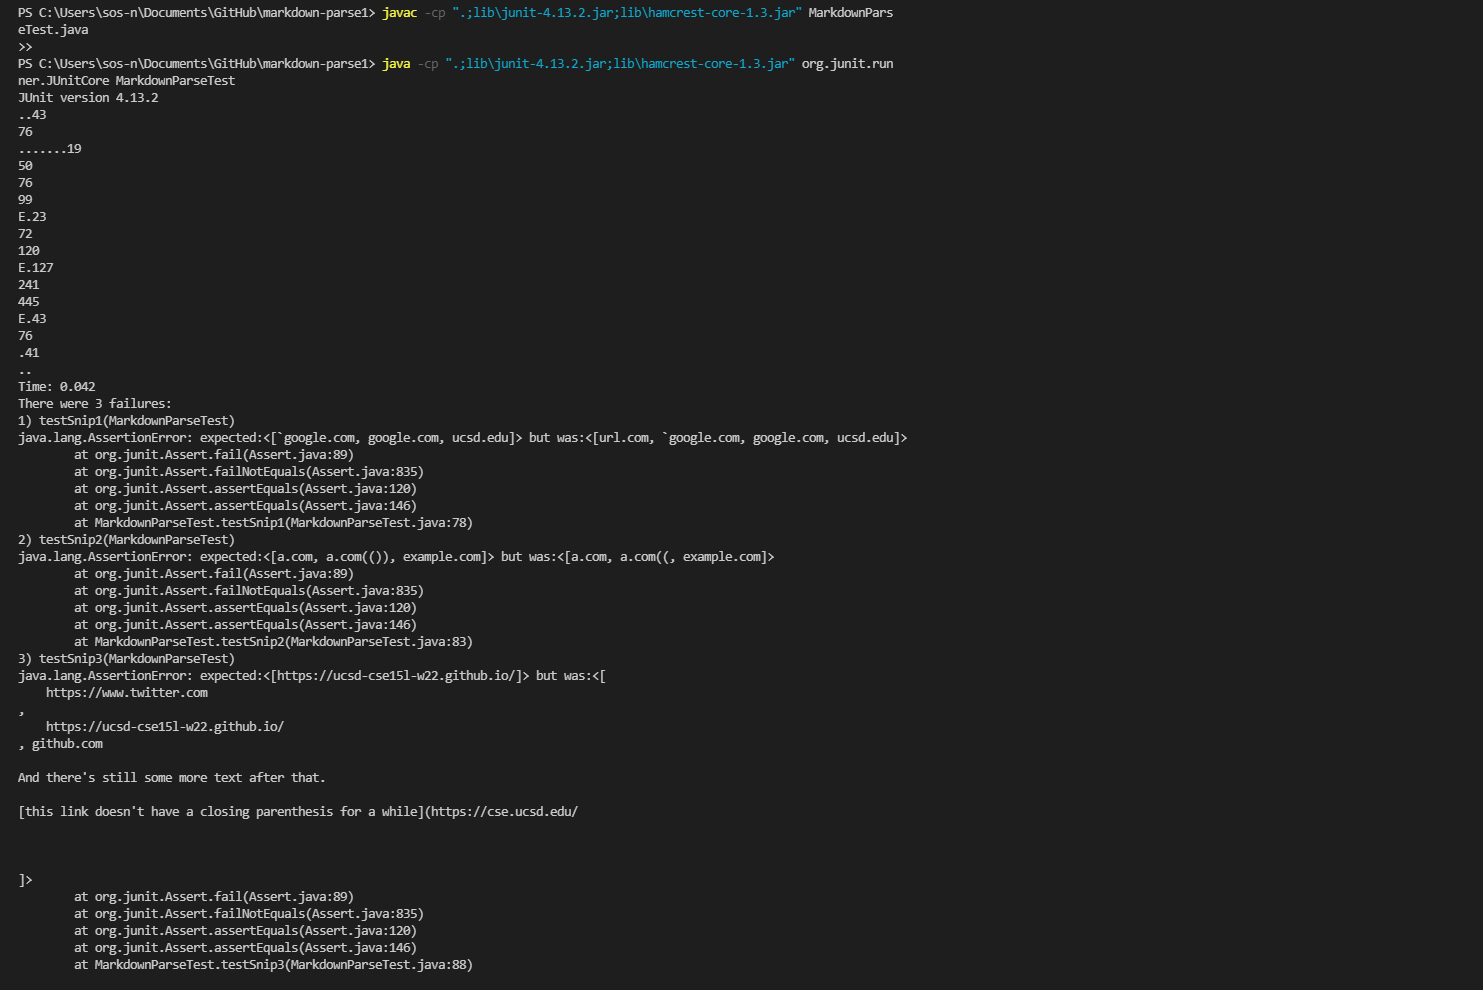 PS C:\Users\sos-n\Documents\GitHub\markdown-parse1> javac -cp ".;lib\junit-4.13.2.jar;lib\hamcrest-core-1.3.jar" MarkdownPars
eTest.java
>>
PS C:\Users\sos-n\Documents\GitHub\markdown-parse1> java -cp ".;lib\junit-4.13.2.jar;lib\hamcrest-core-1.3.jar" org.junit.run
ner.JUnitCore MarkdownParseTest
JUnit version 4.13.2
..43
76
.......19
50
76
99
E.23
72
120
E.127
241
445
E.43
76
.41
..
Time: 0.042
There were 3 failures:
1) testSnip1(MarkdownParseTest)
java.lang.AssertionError: expected:<[`google.com, google.com, ucsd.edu]> but was:<[url.com, `google.com, google.com, ucsd.edu]>
        at org.junit.Assert.fail(Assert.java:89)
        at org.junit.Assert.failNotEquals(Assert.java:835)
        at org.junit.Assert.assertEquals(Assert.java:120)
        at org.junit.Assert.assertEquals(Assert.java:146)
        at MarkdownParseTest.testSnip1(MarkdownParseTest.java:78)
2) testSnip2(MarkdownParseTest)
java.lang.AssertionError: expected:<[a.com, a.com(()), example.com]> but was:<[a.com, a.com((, example.com]>
        at org.junit.Assert.fail(Assert.java:89)
        at org.junit.Assert.failNotEquals(Assert.java:835)
        at org.junit.Assert.assertEquals(Assert.java:120)
        at org.junit.Assert.assertEquals(Assert.java:146)
        at MarkdownParseTest.testSnip2(MarkdownParseTest.java:83)
3) testSnip3(MarkdownParseTest)
java.lang.AssertionError: expected:<[https://ucsd-cse15l-w22.github.io/]> but was:<[
    https://www.twitter.com
,
    https://ucsd-cse15l-w22.github.io/
, github.com

And there's still some more text after that.

[this link doesn't have a closing parenthesis for a while](https://cse.ucsd.edu/



]>
        at org.junit.Assert.fail(Assert.java:89)
        at org.junit.Assert.failNotEquals(Assert.java:835)
        at org.junit.Assert.assertEquals(Assert.java:120)
        at org.junit.Assert.assertEquals(Assert.java:146)
        at MarkdownParseTest.testSnip3(MarkdownParseTest.java:88)